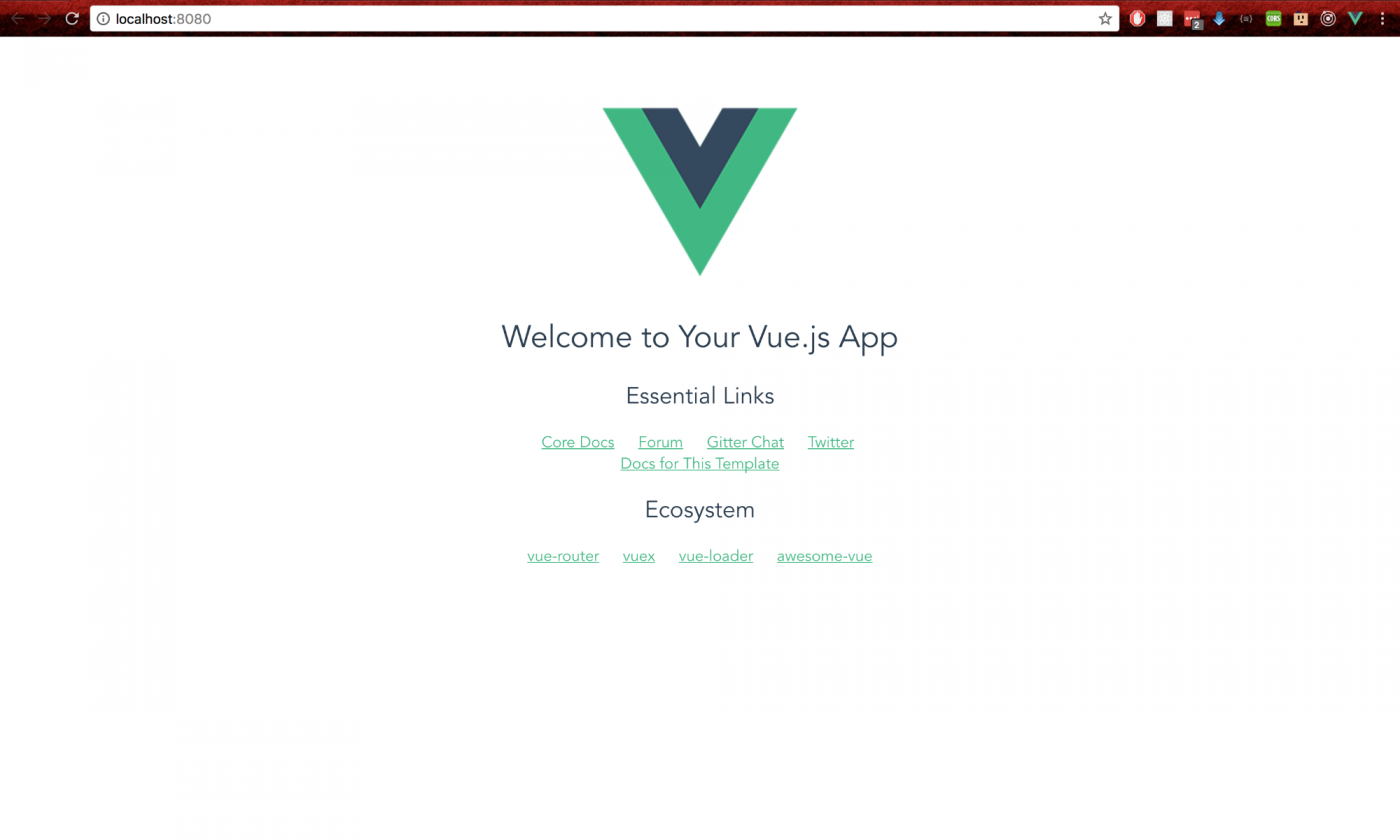 localhost:8080
2
CORS
Welcome to Your Vue.js App
Essential Links
Core Docs Forum Gitter Chat Twitter
Docs for This Template
Ecosystem
vue-router vuex vue-loader awesome-vue